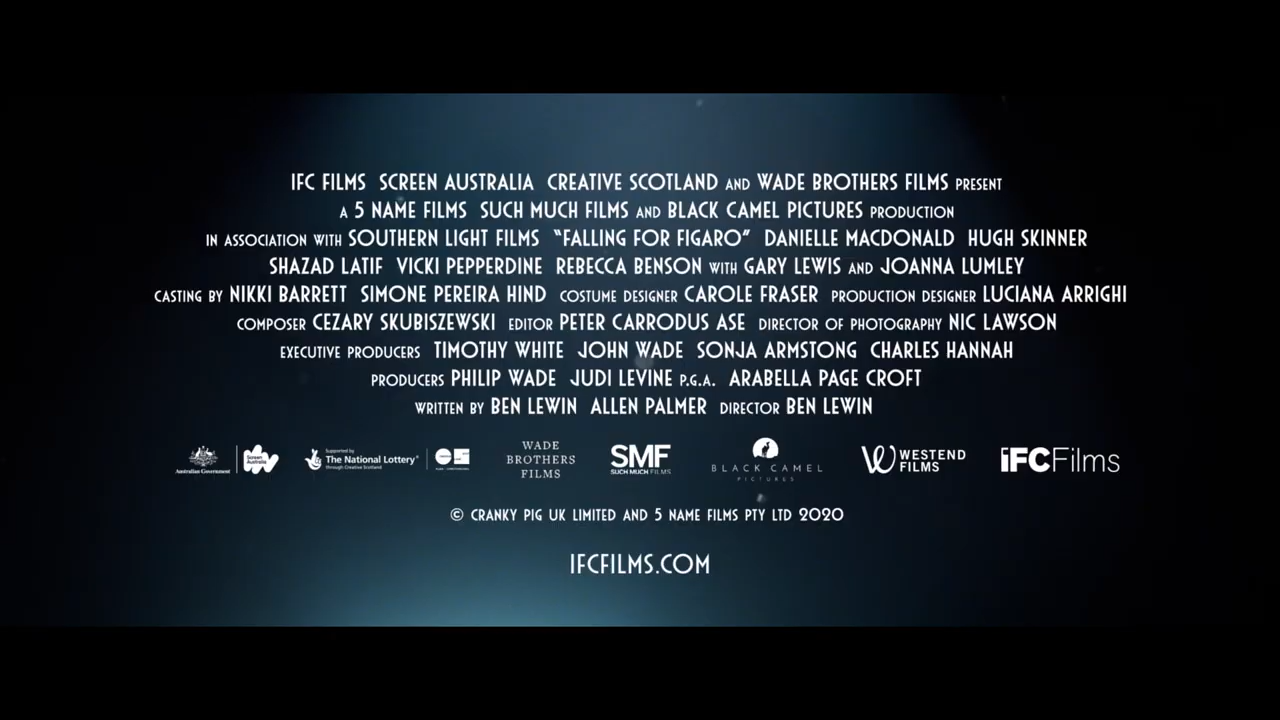 IFC FILMS SCREEN AUSTRALIA CREATIVE SCOTLAND AND WADE BROTHERS FILMS PRESENT
A 5 NAME FILMS SUCH MUCH FILMS AND BLACK CAMEL PICTURES PRODUCTION
IN ASSOCIATION WITH SOUTHERN LIGHT FILMS "FALLING FOR FIGARO" DANIELLE MACDONALD HUGH SKINNER
SHAZAD LATIF VICKI PEPPERDINE REBECCA BENSON WITH GARY LEWIS AND JOANNA LUMLEY
CASTING BY NIKKI BARRETT SIMONE PEREIRA HIND COSTUME DESIGNER CAROLE FRASER PRODUCTION DESIGNER LUCIANA ARRIGHI
COMPOSER CEZARY SKUBISZEWSKI EDITOR PETER CARRODUS ASE DIRECTOR OF PHOTOGRAPHY NIC LAWSON
EXECUTIVE PRODUCERS TIMOTHY WHITE JOHN WADE SONJA ARMSTONG CHARLES HANNAH
PRODUCERS PHILIP WADE JUDI LEVINE P.G.A. ARABELLA PAGE CROFT
WRITTEN BY BEN LEWIN ALLEN PALMER DIRECTOR BEN LEWIN
Australian Government
Screen Australia
Supported by
The National Lottery®
through Creative Scotland
WADE
BROTHERS
FILMS
SMF
SUCH MUCH FILMS
BLACK CAMEL
PICTURES
WESTEND
FILMS
IFC Films
© CRANKY PIG UK LIMITED AND 5 NAME FILMS PTY LTD 2020
IFCFILMS.COM